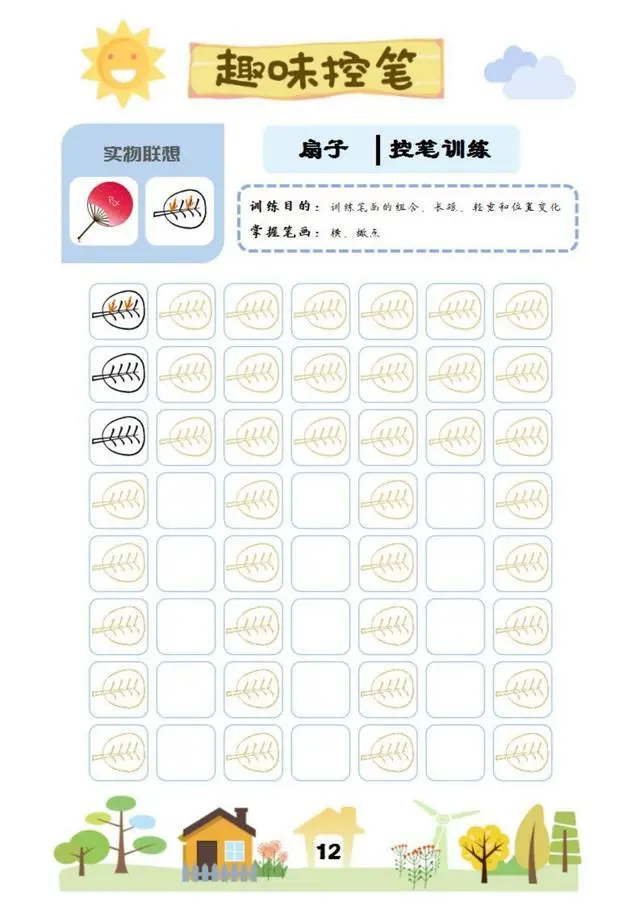 趣味控笔
实物联想
扇子 | 控笔训练
训练目的：训练笔画的组合、长短、轻重和位置变化
掌握笔画：横、撇点
12